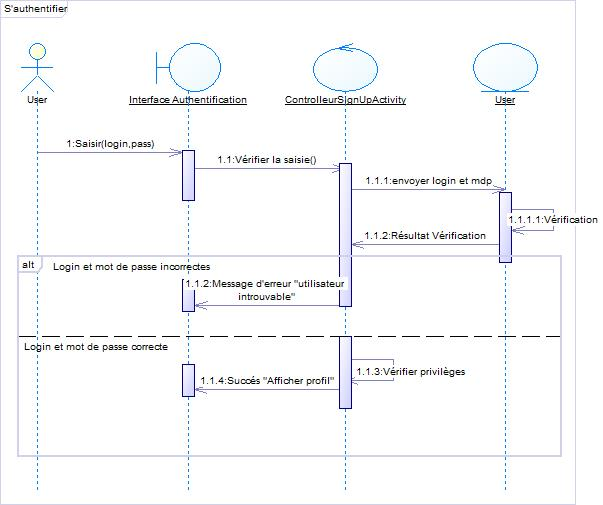 S'authentifier
User
Interface Authentification
ControlleurSignUpActivity
User
1:Saisir(login,pass)
1.1:Vérifier la saisie()
1.1.1:envoyer login et mdp
1.1.1.1:Vérification
1.1.2:Résultat Vérification
alt
Login et mot de passe incorrectes
1.1.2:Message d'erreur "utilisateur
introuvable"
Login et mot de passe correcte
1.1.3:Vérifier privilèges
1.1.4:Succés "Afficher profil"